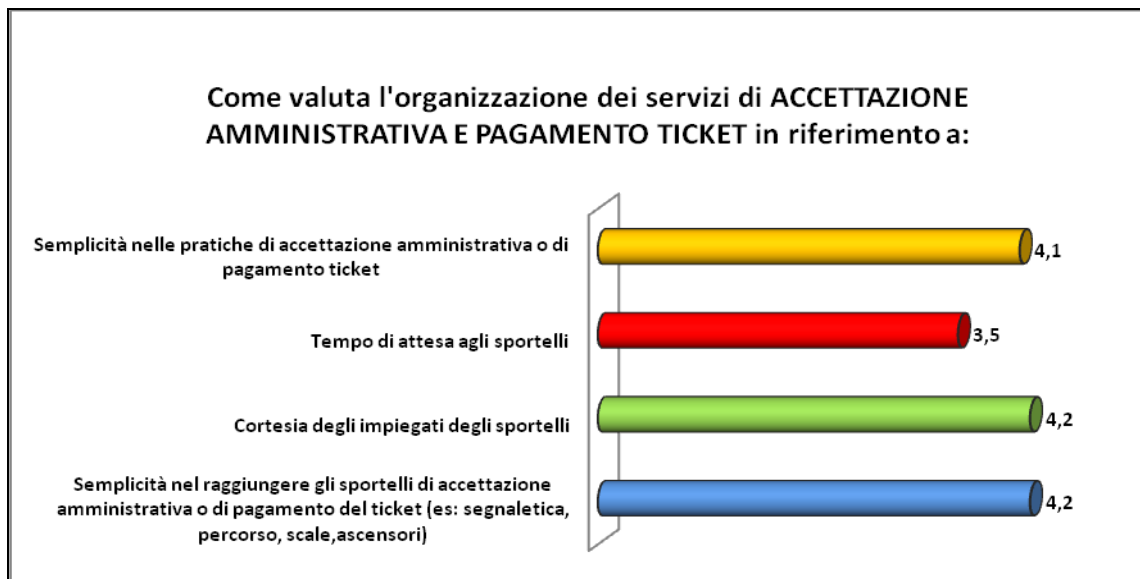 Come valuta l'organizzazione dei servizi di ACCETTAZIONE
AMMINISTRATIVA E PAGAMENTO TICKET in riferimento a:
Semplicità nelle pratiche di accettazione amministrativa o di
pagamento ticket
4,1
Tempo di attesa agli sportelli
3,5
Cortesia degli impiegati degli sportelli
4,2
Semplicità nel raggiungere gli sportelli di accettazione
amministrativa o di pagamento del ticket (es: segnaletica,
percorso, scale,ascensori)
4,2